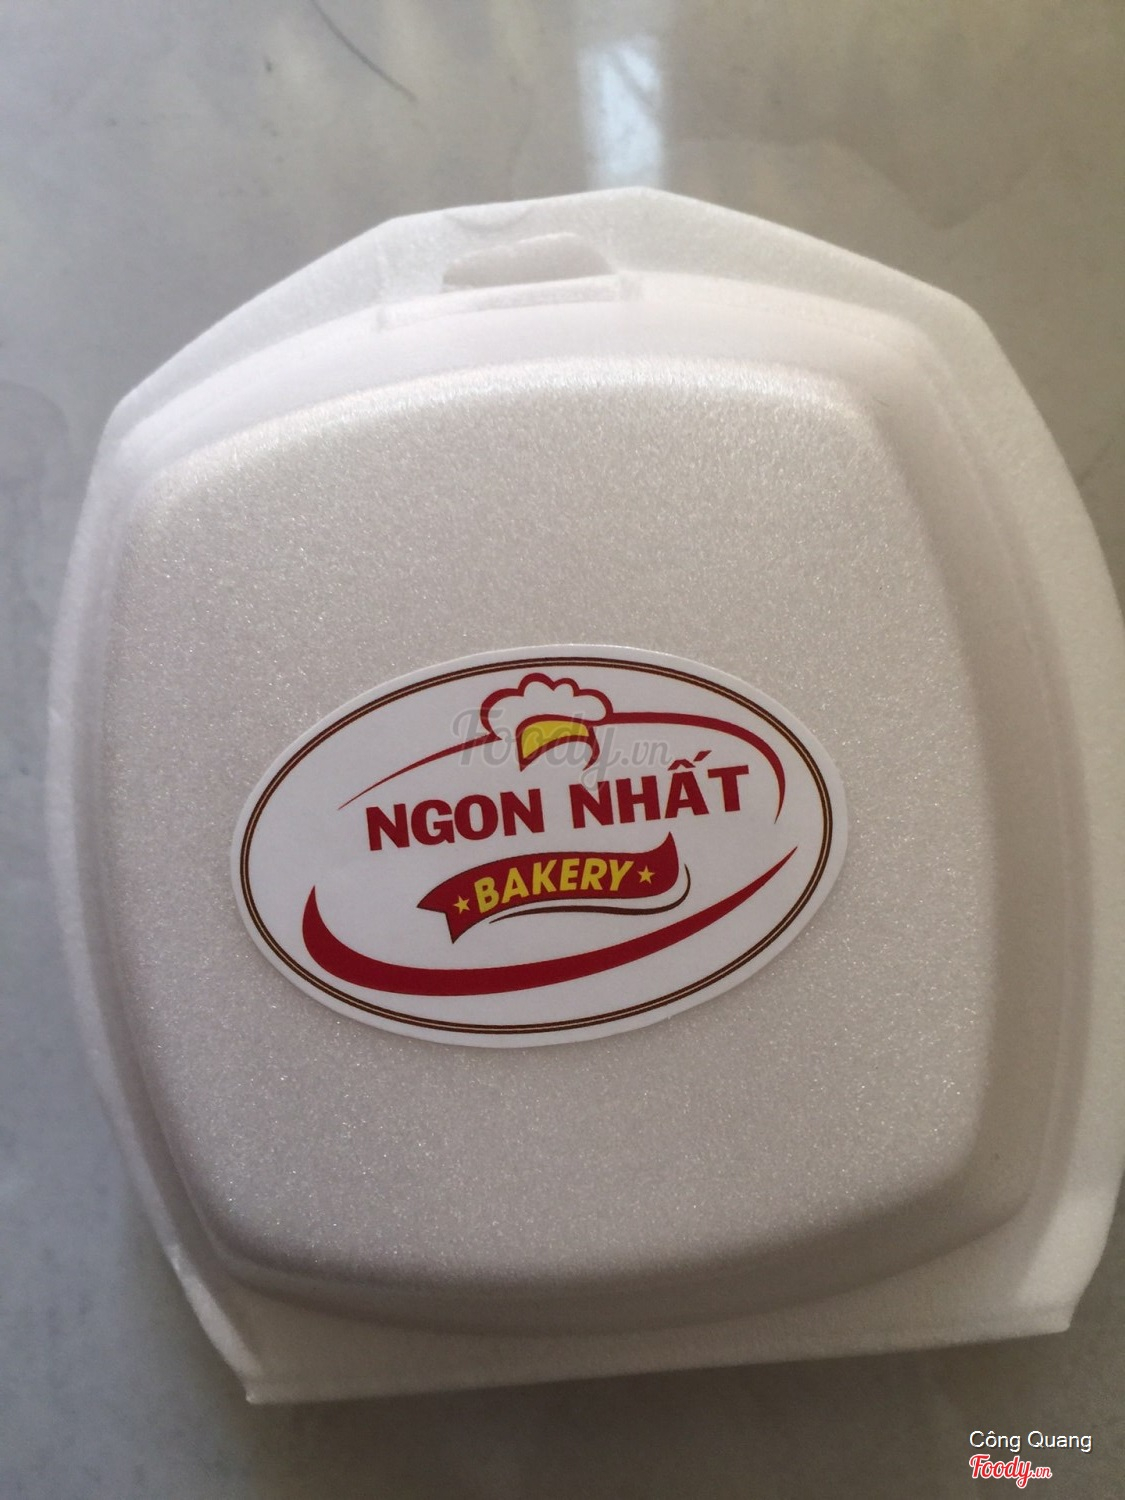 Foody.vn
NGON NHẤT
BAKERY
Công Quang
Foody.vn